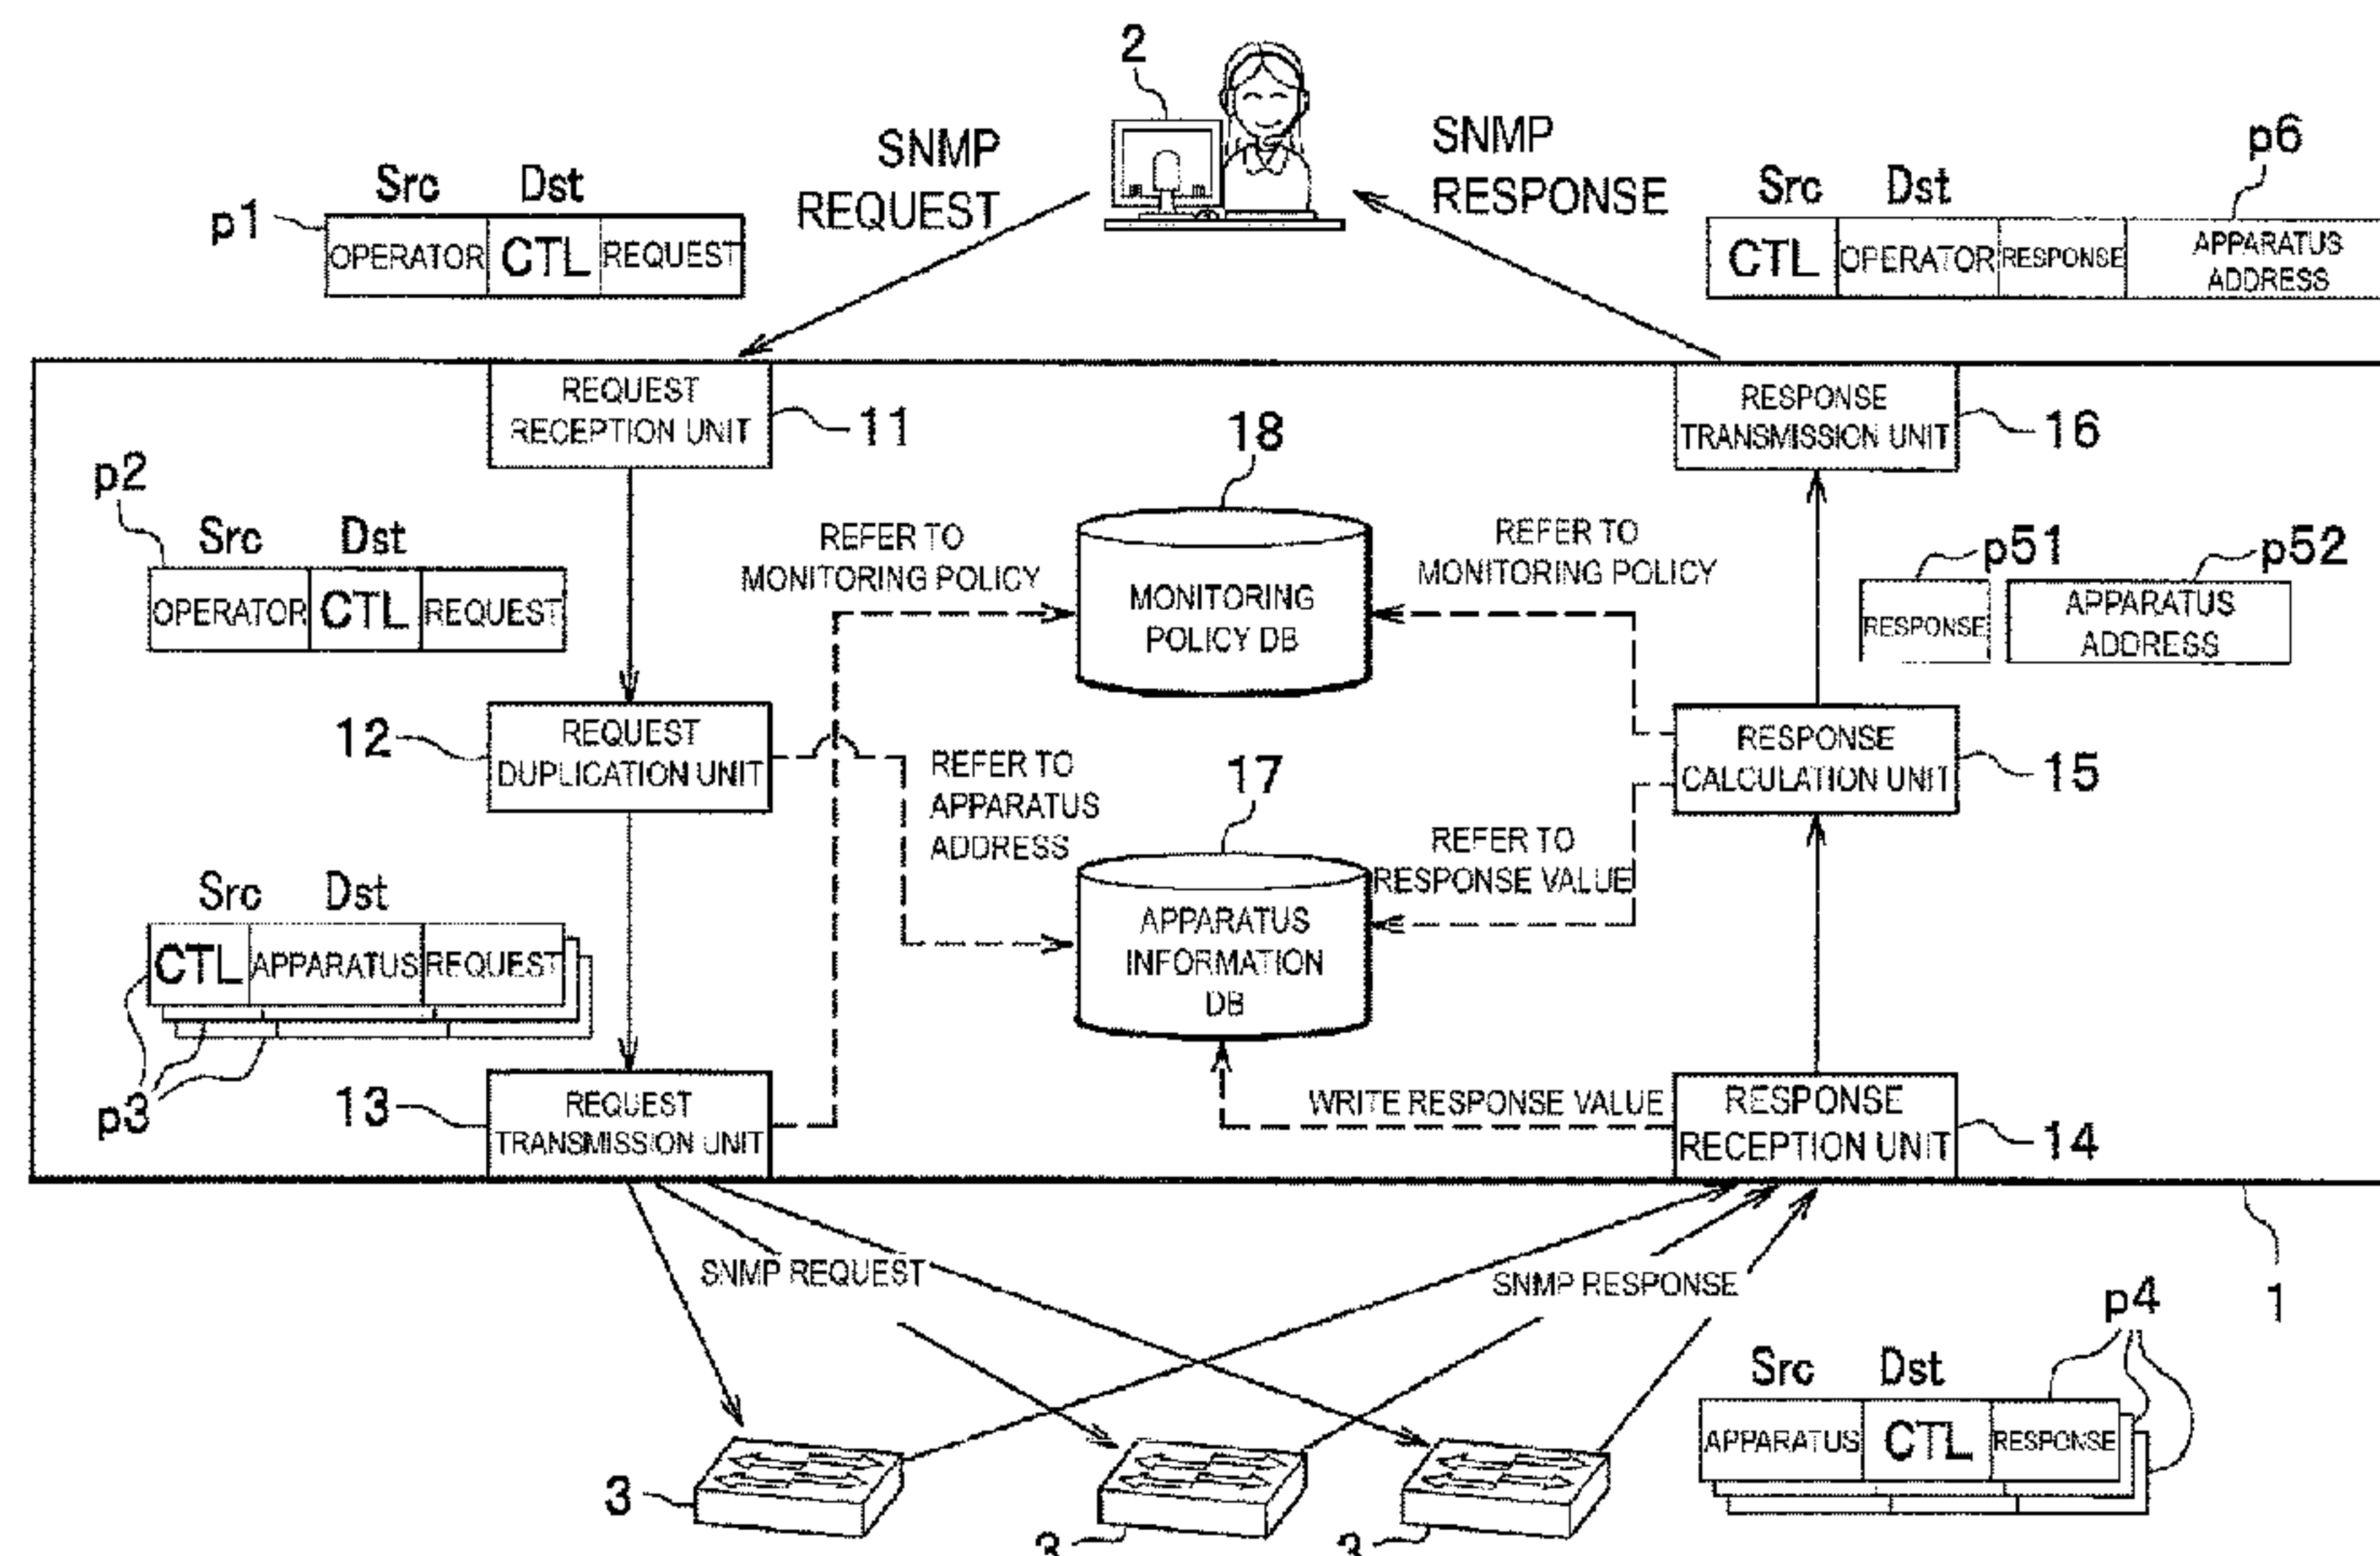 2
SNMP
REQUEST
SNMP
RESPONSE
p1
Src Dst
OPERATOR CTL REQUEST
p6
Src Dst
CTL OPERATOR RESPONSE APPARATUS
ADDRESS
REQUEST
RECEPTION UNIT
11
RESPONSE
TRANSMISSION UNIT
16
p2
Src Dst
OPERATOR CTL REQUEST
REFER TO
MONITORING POLICY
18
MONITORING
POLICY DB
REFER TO
MONITORING POLICY
p51
RESPONSE
p52
APPARATUS
ADDRESS
12
REQUEST
DUPLICATION UNIT
REFER TO
APPARATUS
ADDRESS
17
APPARATUS
INFORMATION
DB
REFER TO
RESPONSE VALUE
RESPONSE
CALCULATION UNIT
15
Src Dst
CTL APPARATUS REQUEST
p3
13
REQUEST
TRANSMISSION UNIT
WRITE RESPONSE VALUE
RESPONSE
RECEPTION UNIT
14
SNMP REQUEST
SNMP RESPONSE
1
p4
Src Dst
APPARATUS CTL RESPONSE
3
3
3